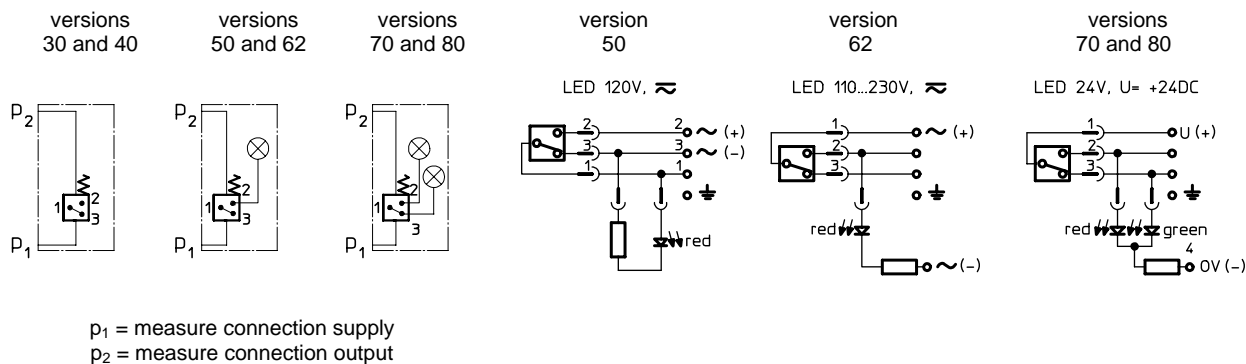 versions
30 and 40
versions
50 and 62
versions
70 and 80
version
50
version
62
versions
70 and 80
LED 120V, ⎓∼
LED 110...230V, ⎓∼
LED 24V, U= +24DC
p2
1 2
3
p1
p2
1 2
3
p1
p2
1 2
3
p1
2 2 ~ (+)
3 3 ~ (-)
1 1
red
1 ~ (+)
2
3
red
~ (-)
1 U (+)
2
3
red green
4
0V (-)
p1 = measure connection supply
p2 = measure connection output